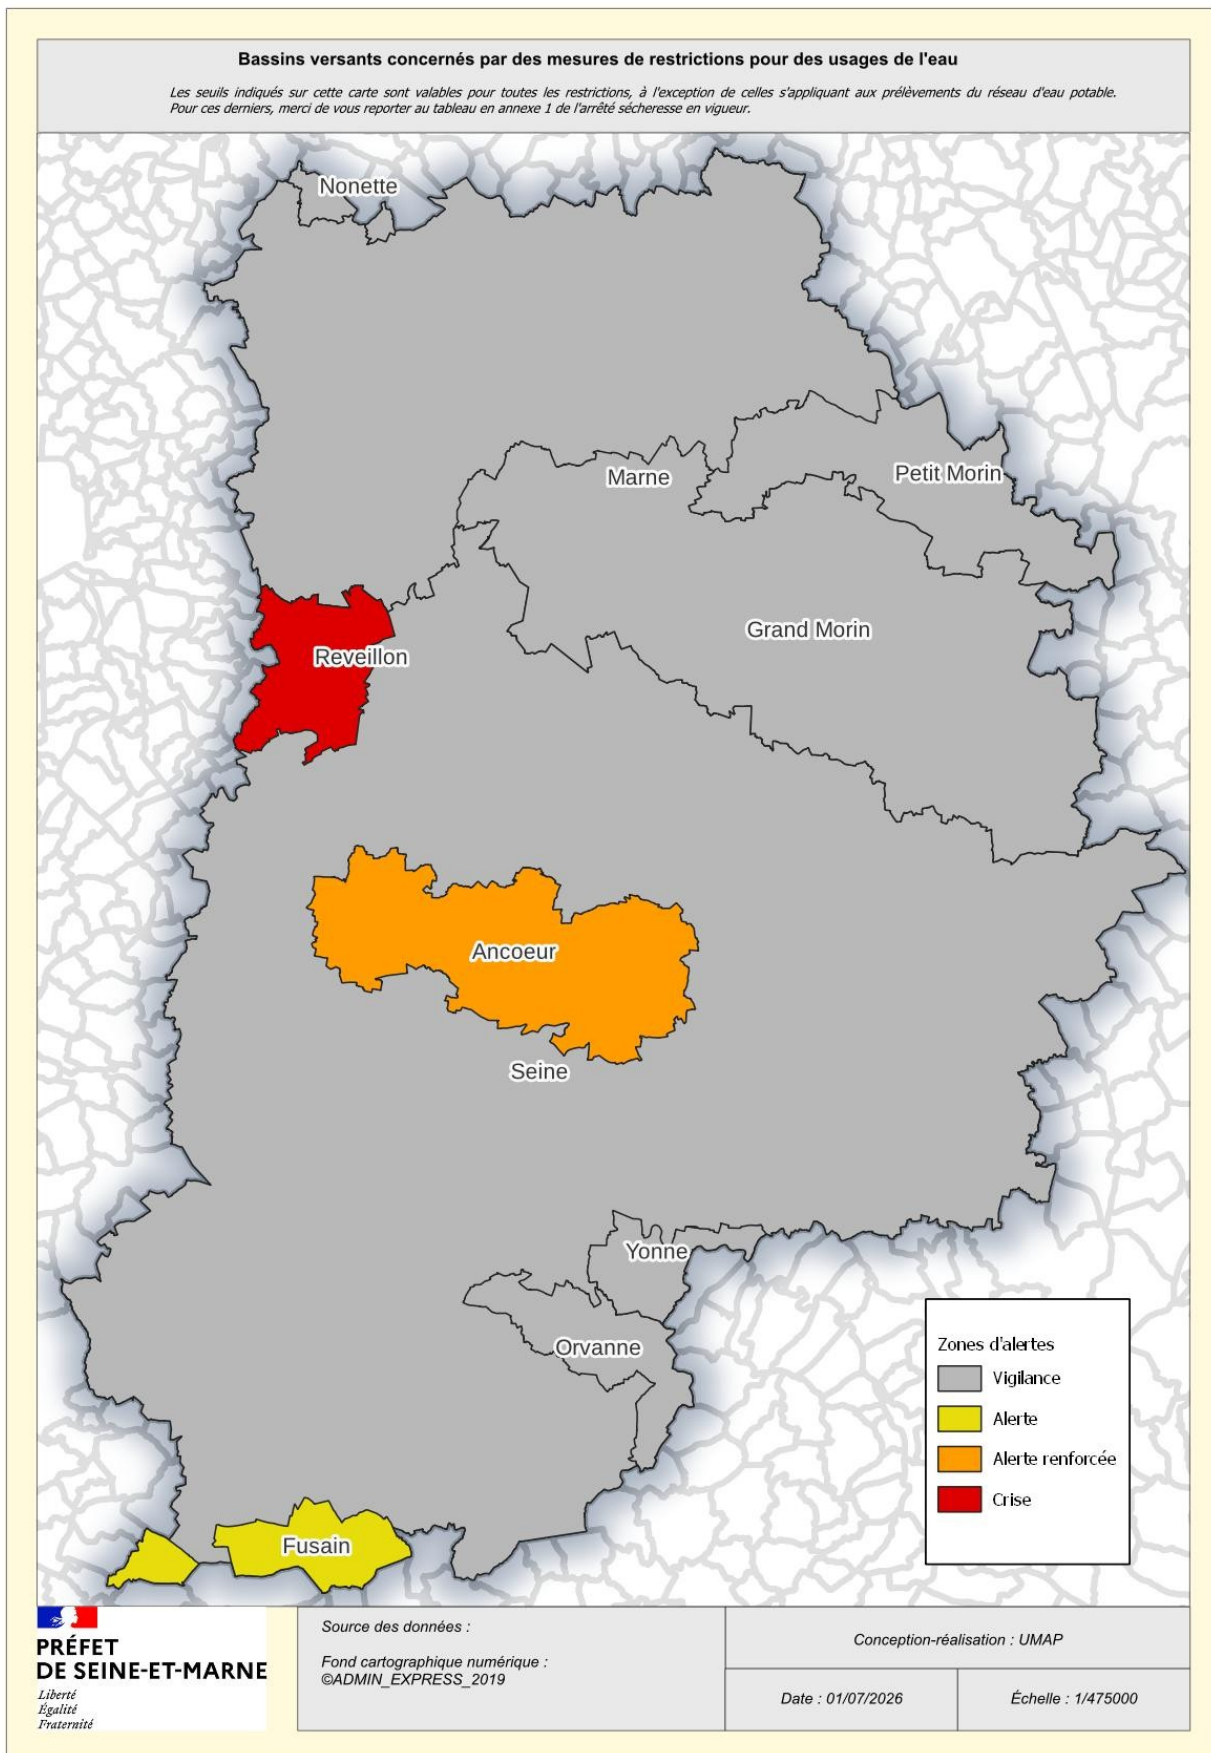 Bassins versants concernés par des mesures de restrictions pour des usages de l'eau
Les seuils indiqués sur cette carte sont valables pour toutes les restrictions, à l'exception de celles s'appliquant aux prélèvements du réseau d'eau potable.
Pour ces derniers, merci de vous reporter au tableau en annexe 1 de l'arrêté sécheresse en vigueur.
Nonette
Marne
Petit Morin
Grand Morin
Reveillon
Ancoeur
Seine
Yonne
Orvanne
Fusain
Zones d'alertes
Vigilance
Alerte
Alerte renforcée
Crise
PRÉFET
DE SEINE-ET-MARNE
Liberté
Égalité
Fraternité
Source des données :
Fond cartographique numérique :
©ADMIN_EXPRESS_2019
Conception-réalisation : UMAP
Date : 01/07/2026
Échelle : 1/475000